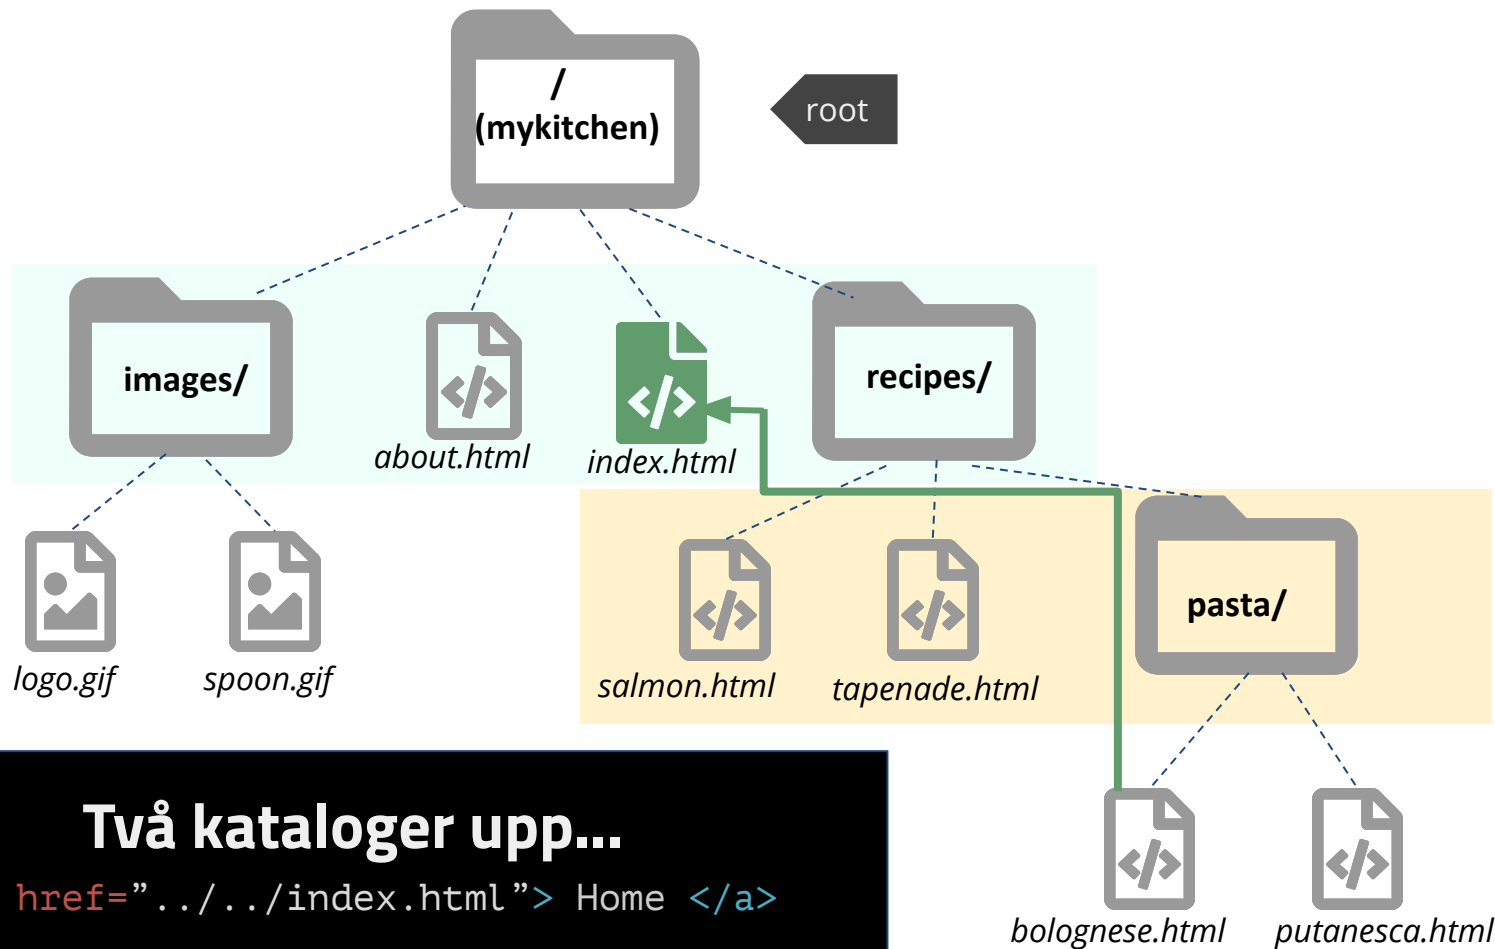 /
(mykitchen)
root
images/
about.html
index.html
recipes/
logo.gif
spoon.gif
salmon.html
tapenade.html
pasta/
Två kataloger upp...
href=”../../index.html”> Home </a>
bolognese.html
putanesca.html